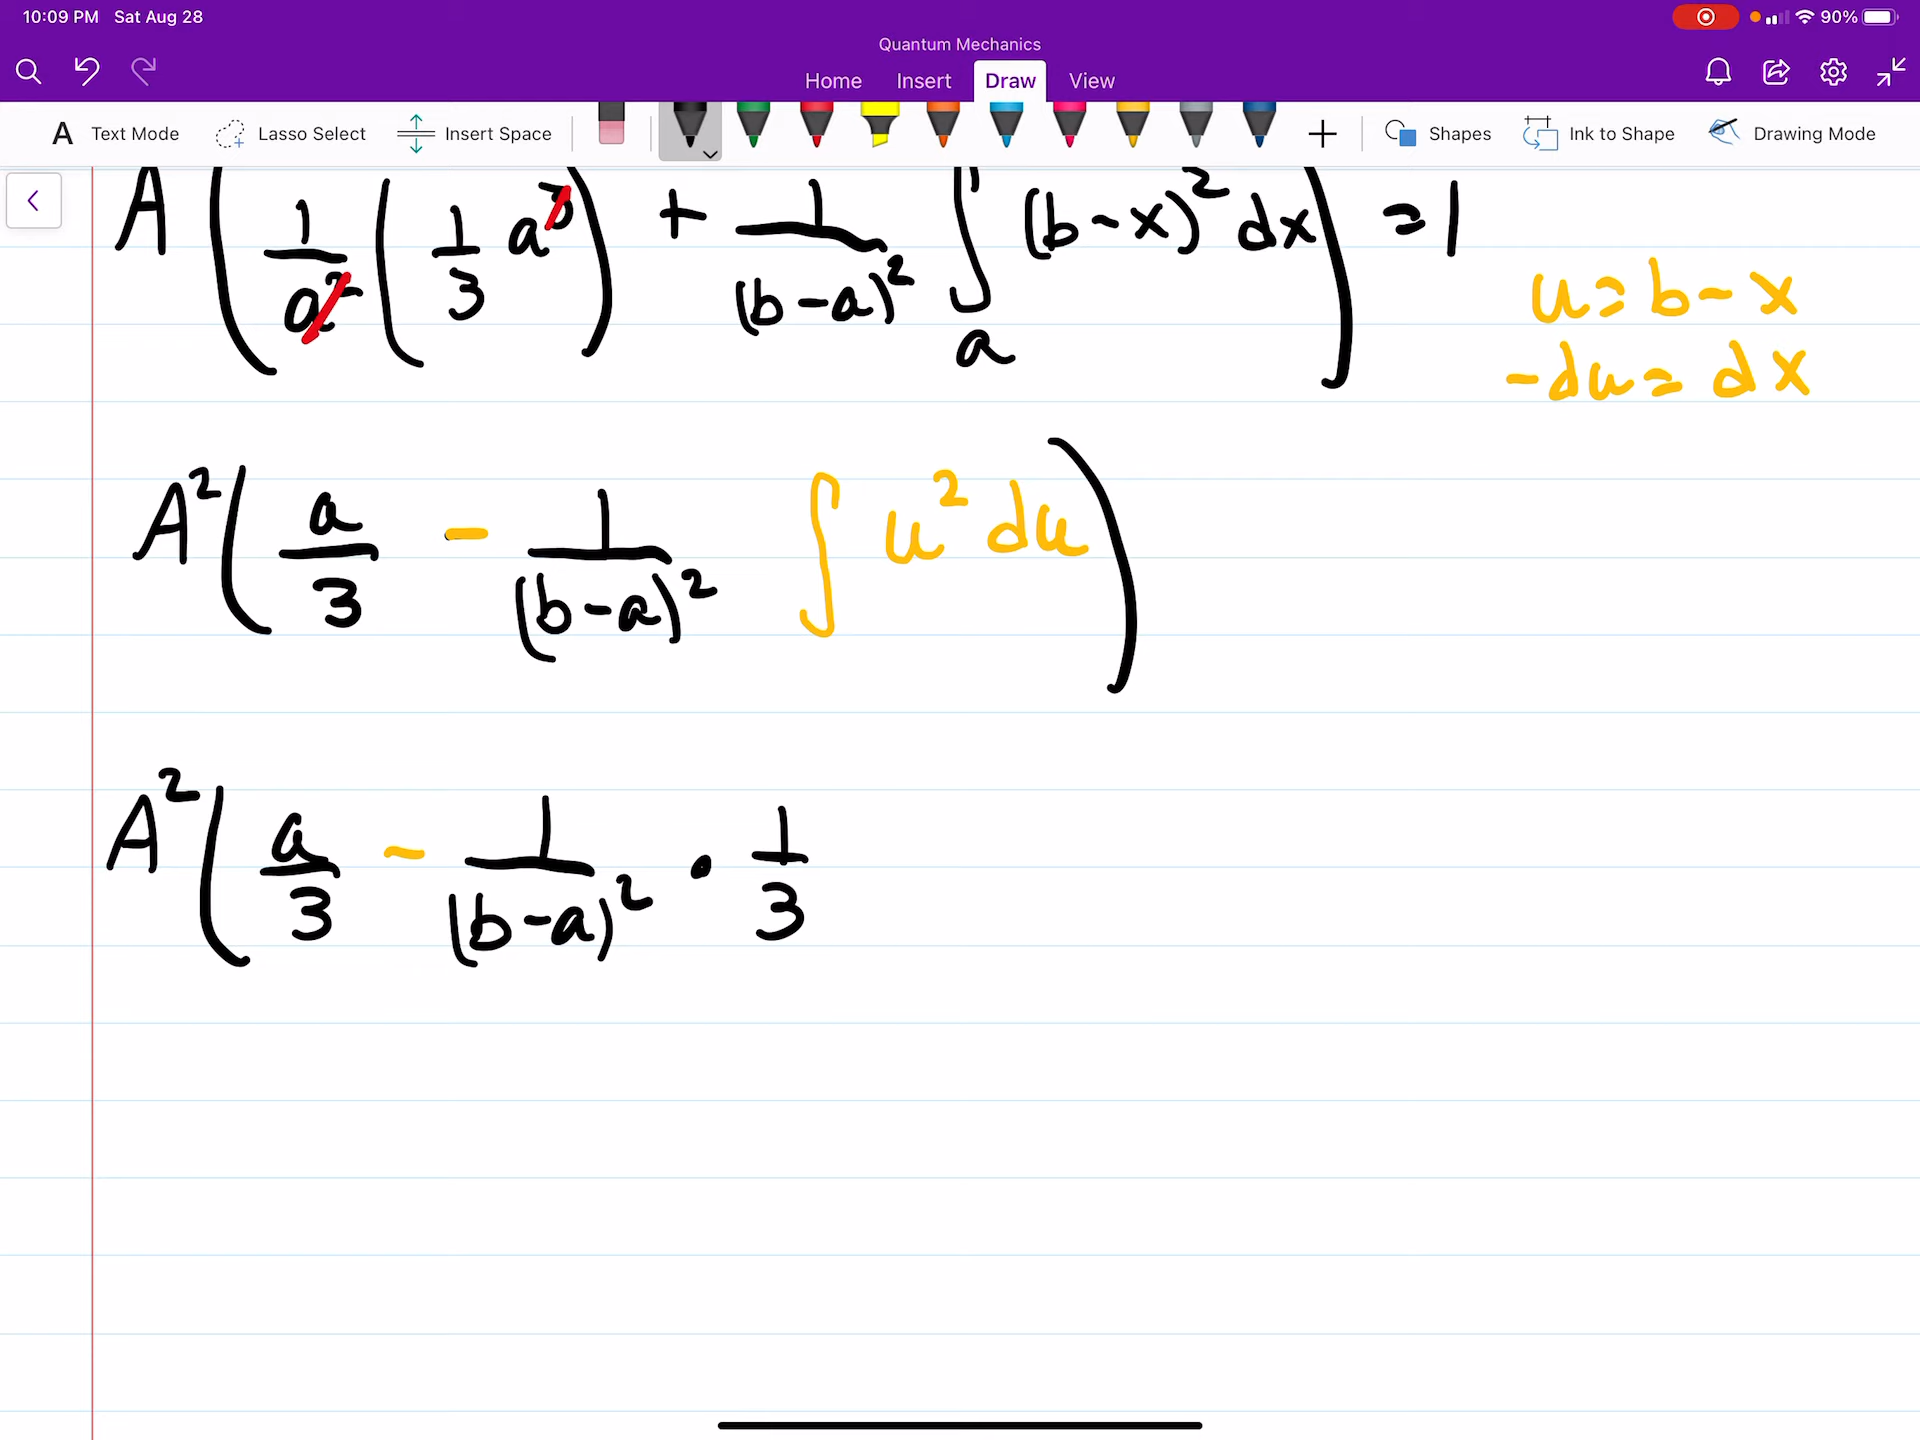 10:09 PM Sat Aug 28 90%
Quantum Mechanics
Home Insert Draw View
A Text Mode Lasso Select Insert Space Shapes Ink to Shape Drawing Mode
A ( 1/a² ( 1/3 a³ ) + 1/(b-a)² ∫ₐ (b-x)² dx ) = 1
u = b - x
-du = dx
A² ( a/3 - 1/(b-a)² ∫ u² du )
A² ( a/3 - 1/(b-a)² · 1/3